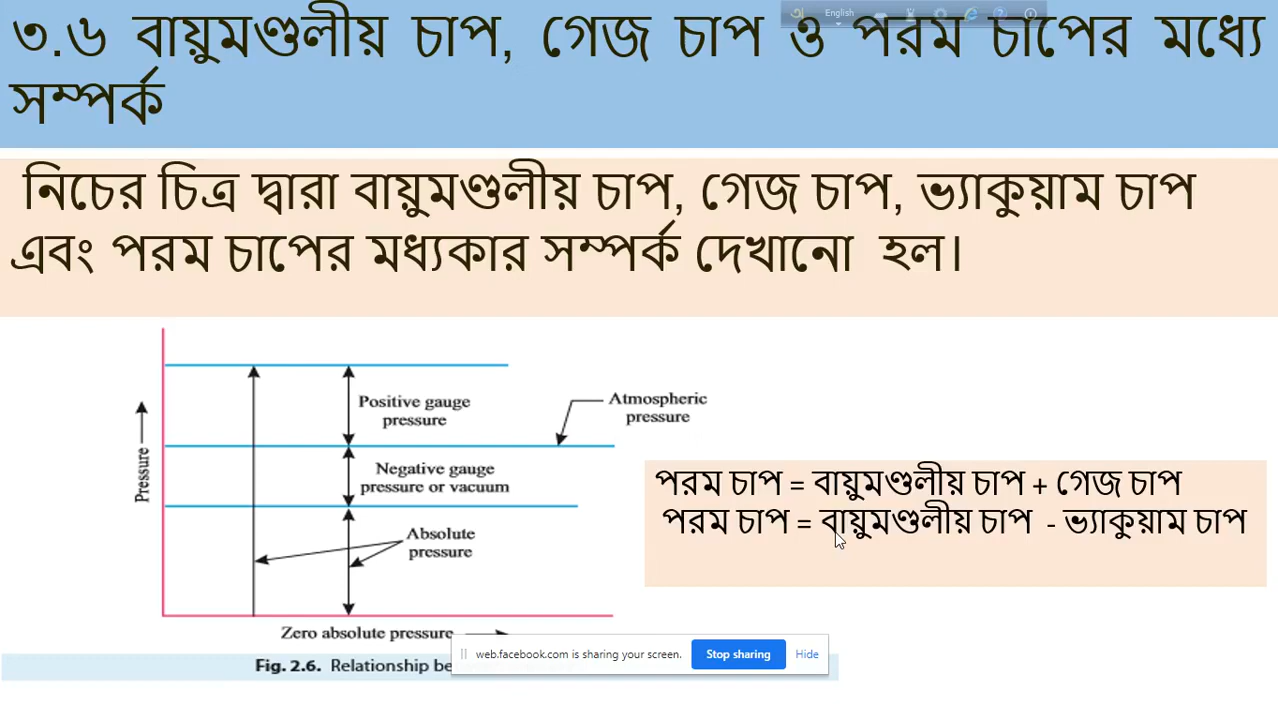 English
৩.৬ বায়ুমণ্ডলীয় চাপ, গেজ চাপ ও পরম চাপের মধ্যে
সম্পর্ক
নিচের চিত্র দ্বারা বায়ুমণ্ডলীয় চাপ, গেজ চাপ, ভ্যাকুয়াম চাপ
এবং পরম চাপের মধ্যকার সম্পর্ক দেখানো হল।
Positive gauge
pressure
Atmospheric
pressure
Negative gauge
pressure or vacuum
Pressure
Absolute
pressure
Zero absolute pressure
পরম চাপ = বায়ুমণ্ডলীয় চাপ + গেজ চাপ
পরম চাপ = বায়ুমণ্ডলীয় চাপ - ভ্যাকুয়াম চাপ
web.facebook.com is sharing your screen.
Stop sharing
Hide
Fig. 2.6. Relationship